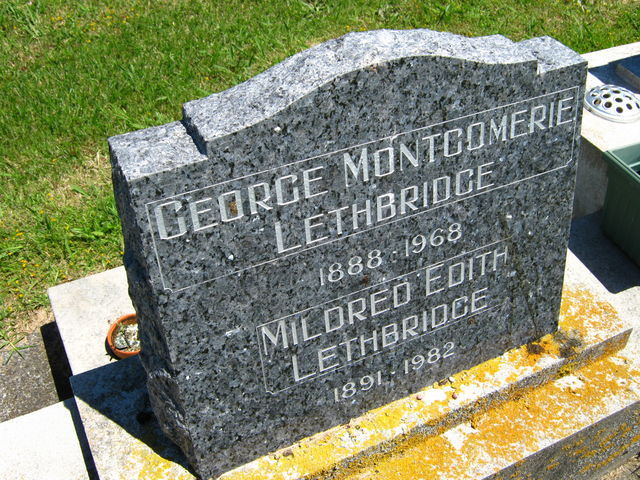 GEORGE MONTGOMERIE
LETHBRIDGE
1888 · 1968
MILDRED EDITH
LETHBRIDGE
1891 · 1982